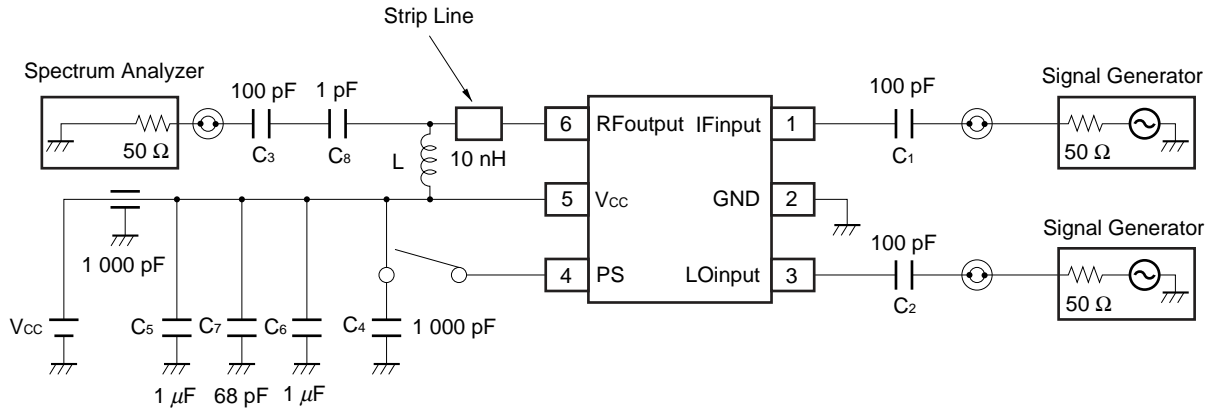 Strip Line
Spectrum Analyzer
100 pF
1 pF
50 Ω
C3
C8
L
10 nH
6
RFoutput
IFinput
1
5
VCC
GND
2
4
PS
LOinput
3
100 pF
C1
Signal Generator
50 Ω
100 pF
C2
Signal Generator
50 Ω
1 000 pF
VCC
C5
C7
C6
C4
1 000 pF
1 μF
68 pF
1 μF